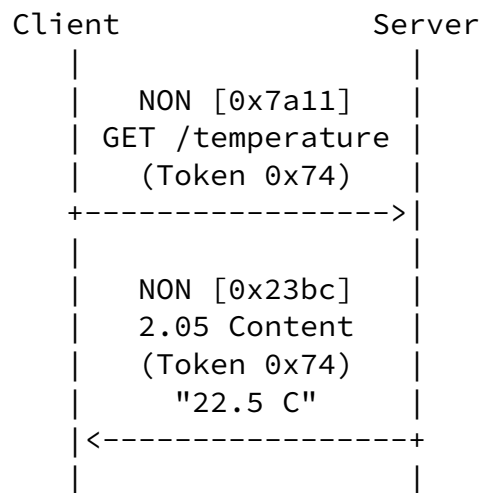 Client Server
NON [0x7a11]
GET /temperature
(Token 0x74)
NON [0x23bc]
2.05 Content
(Token 0x74)
"22.5 C"